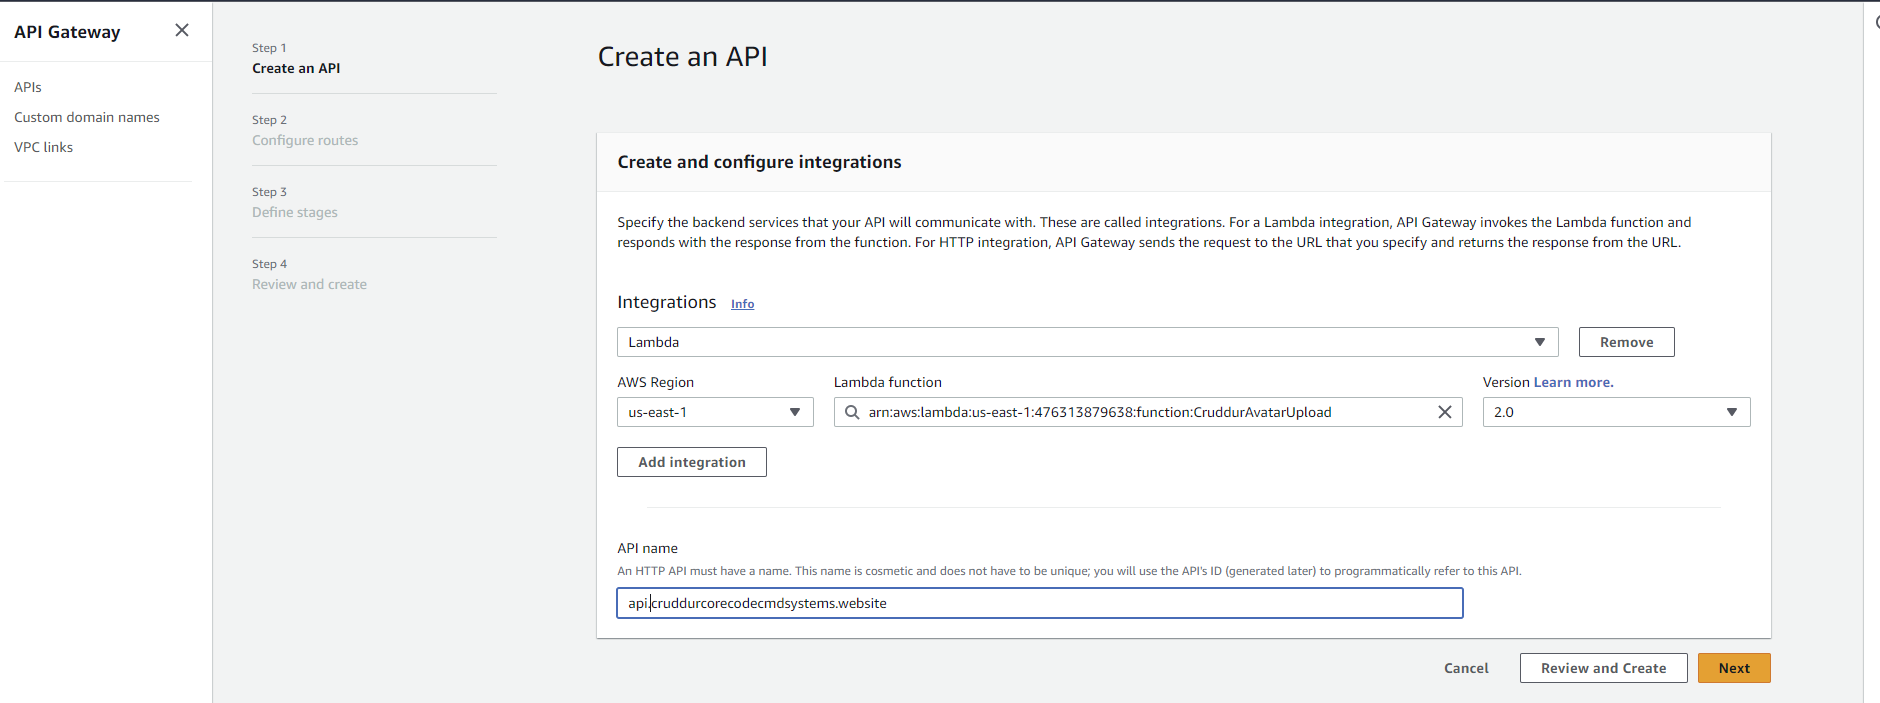 API Gateway
APIs
Custom domain names
VPC links
Step 1
Create an API
Step 2
Configure routes
Step 3
Define stages
Step 4
Review and create
Create an API
Create and configure integrations
Specify the backend services that your API will communicate with. These are called integrations. For a Lambda integration, API Gateway invokes the Lambda function and
responds with the response from the function. For HTTP integration, API Gateway sends the request to the URL that you specify and returns the response from the URL.
Integrations Info
Lambda
Remove
AWS Region
Lambda function
Version Learn more.
us-east-1
arn:aws:lambda:us-east-1:476313879638:function:CruddurAvatarUpload
2.0
Add integration
API name
An HTTP API must have a name. This name is cosmetic and does not have to be unique; you will use the API's ID (generated later) to programmatically refer to this API.
api.cruddurcorecodecmdsystems.website
Cancel
Review and Create
Next